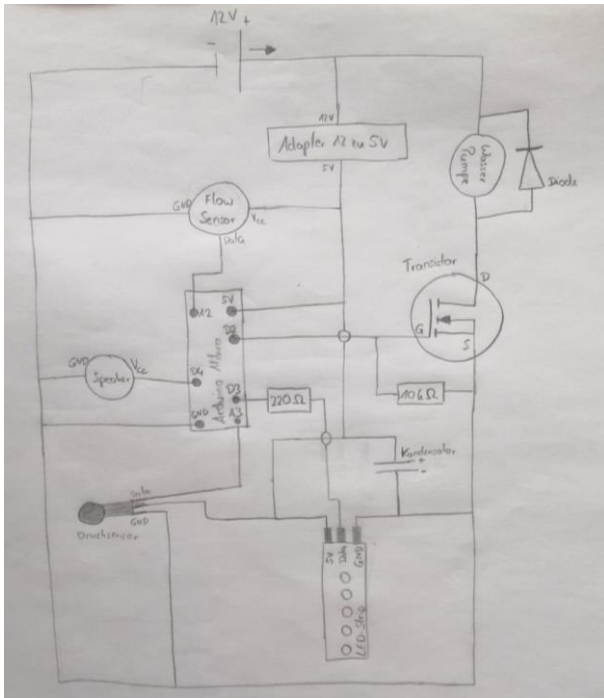 12V +
-
12V
Adapter 12 zu 5V
5V
Wasser
Pumpe
Diode
GND
Flow
Sensor
Vcc
Data
Transistor
D
G
S
A2
5V
D4
D3
GND
A3
Arduino Micro
GND
Vcc
Speaker
220Ω
10kΩ
Kondensator
+
-
Data
GND
Drucksensor
5V
Data
GND
LED-Strip